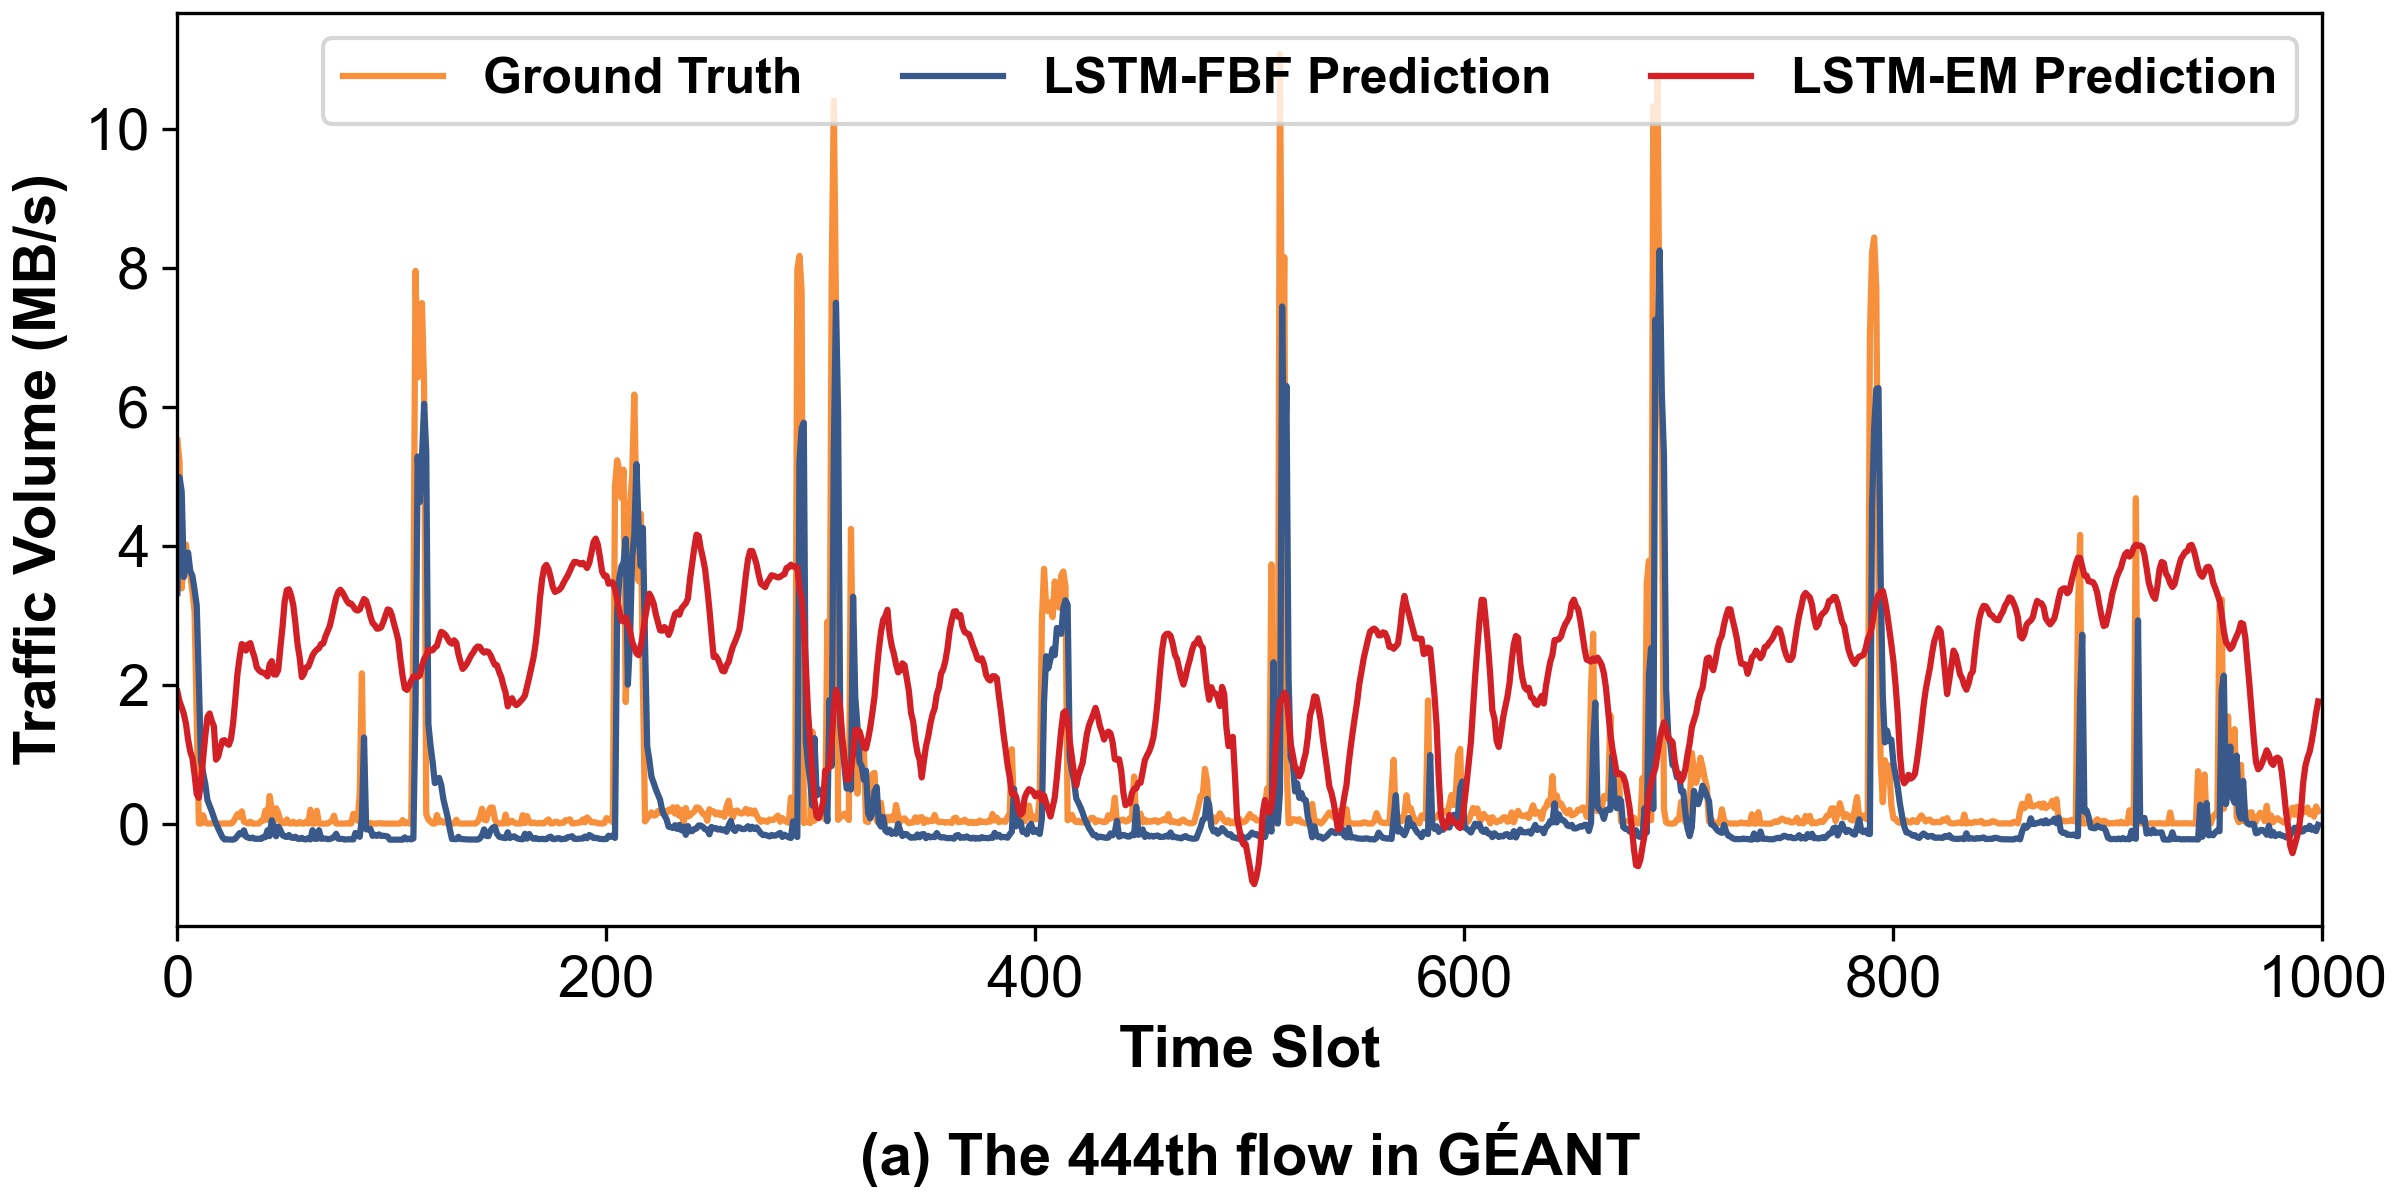 Ground Truth LSTM-FBF Prediction LSTM-EM Prediction
10
8
6
4
2
0
Traffic Volume (MB/s)
0 200 400 600 800 1000
Time Slot
(a) The 444th flow in GÉANT